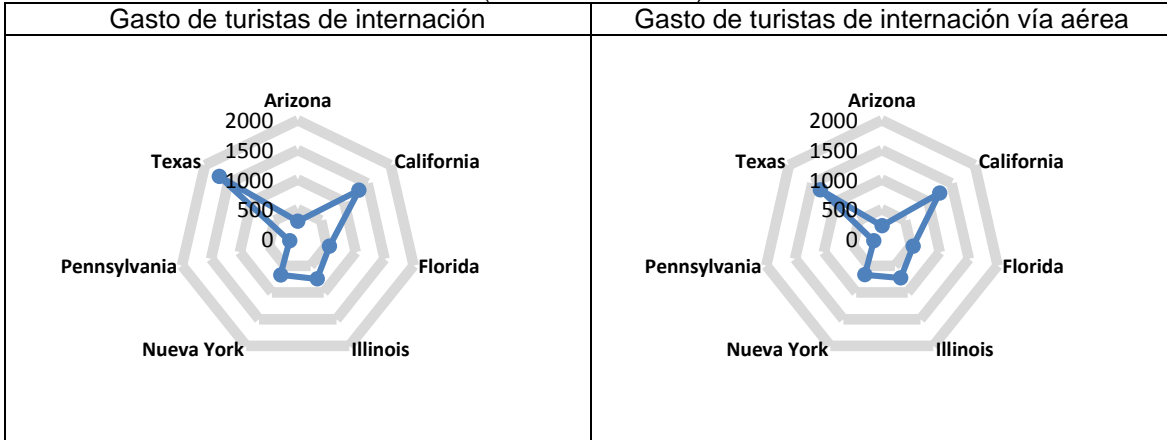 Gasto de turistas de internación
Gasto de turistas de internación vía aérea
Arizona
2000
1500
1000
500
0
Texas
California
Pennsylvania
Florida
Nueva York
Illinois
Arizona
2000
1500
1000
500
0
Texas
California
Pennsylvania
Florida
Nueva York
Illinois